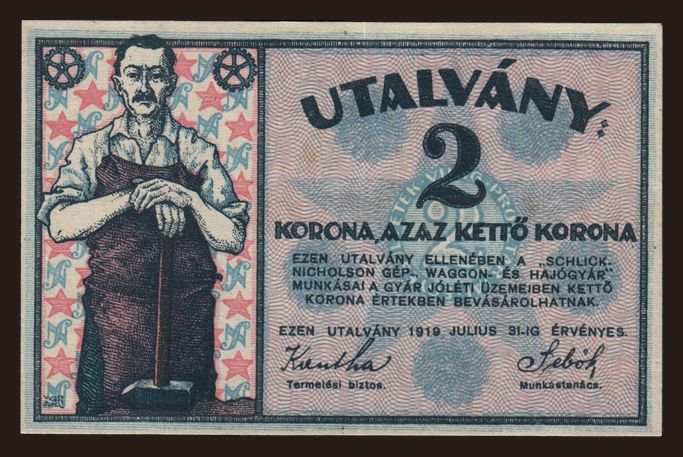 UTALVÁNY:
2
KORONA, AZAZ KETTŐ KORONA
EZEN UTALVÁNY ELLENÉBEN A „SCHLICK-
NICHOLSON GÉP-, WAGGON- ÉS HAJÓGYÁR"
MUNKÁSAI A GYÁR JÓLÉTI ÜZEMEIBEN KETTŐ
KORONA ÉRTÉKBEN BEVÁSÁROLHATNAK.
EZEN UTALVÁNY 1919 JULIUS 31-IG ÉRVÉNYES.
Termelési biztos.
Sebők
Munkástanács.